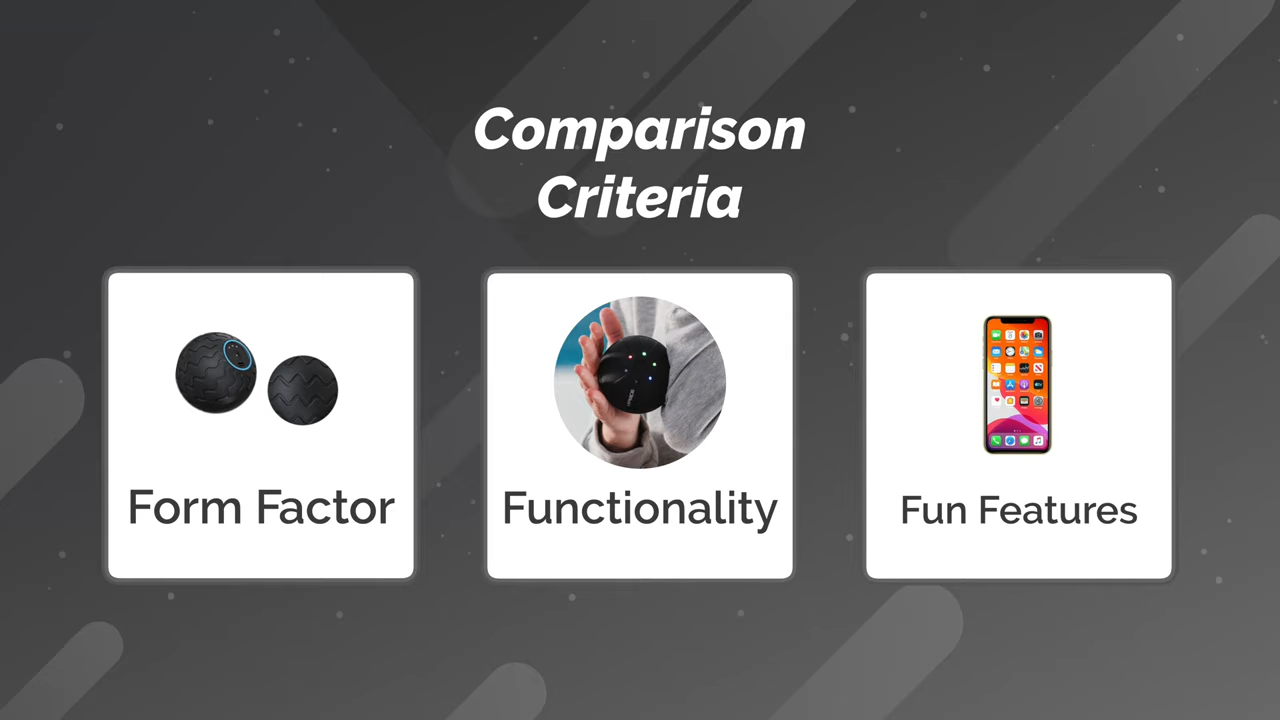 Comparison
Criteria
Form Factor
Functionality
Fun Features